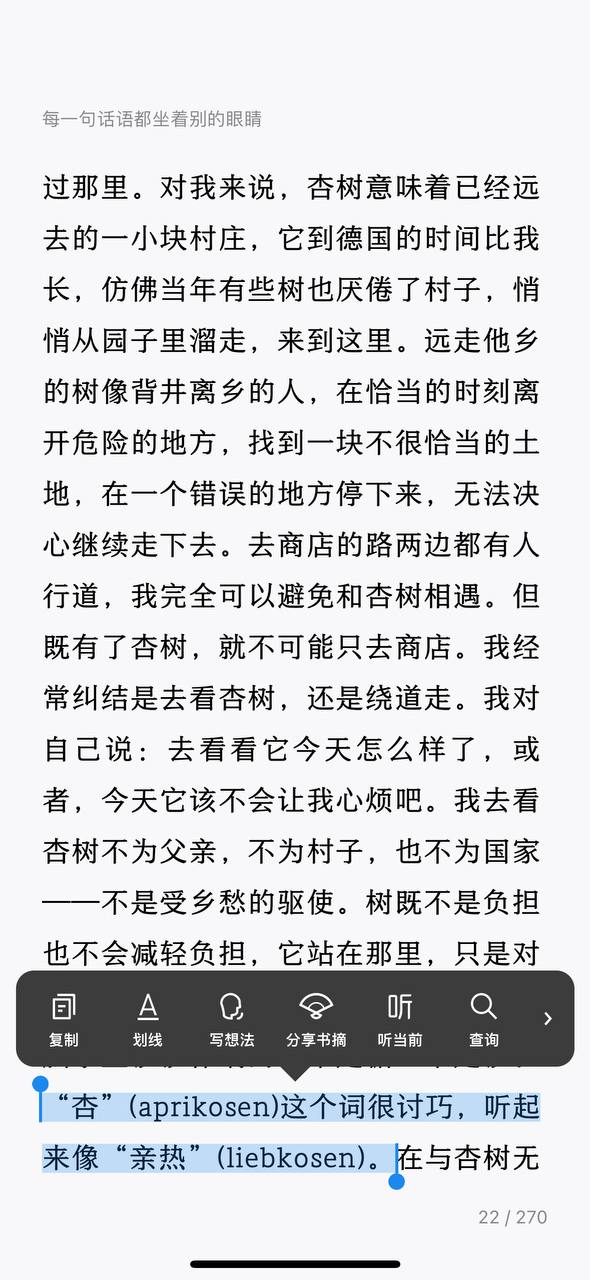 每一句话语都坐着别的眼睛
过那里。对我来说，杏树意味着已经远
去的一小块村庄，它到德国的时间比我
长，仿佛当年有些树也厌倦了村子，悄
悄从园子里溜走，来到这里。远走他乡
的树像背井离乡的人，在恰当的时刻离
开危险的地方，找到一块不很恰当的土
地，在一个错误的地方停下来，无法决
心继续走下去。去商店的路两边都有人
行道，我完全可以避免和杏树相遇。但
既有了杏树，就不可能只去商店。我经
常纠结是去看杏树，还是绕道走。我对
自己说：去看看它今天怎么样了，或
者，今天它该不会让我心烦吧。我去看
杏树不为父亲，不为村子，也不为国家
——不是受乡愁的驱使。树既不是负担
也不会减轻负担，它站在那里，只是对
复制 划线 写想法 分享书摘 听当前 查询
“杏”(aprikosen)这个词很讨巧，听起
来像“亲热”(liebkosen)。在与杏树无
22 / 270